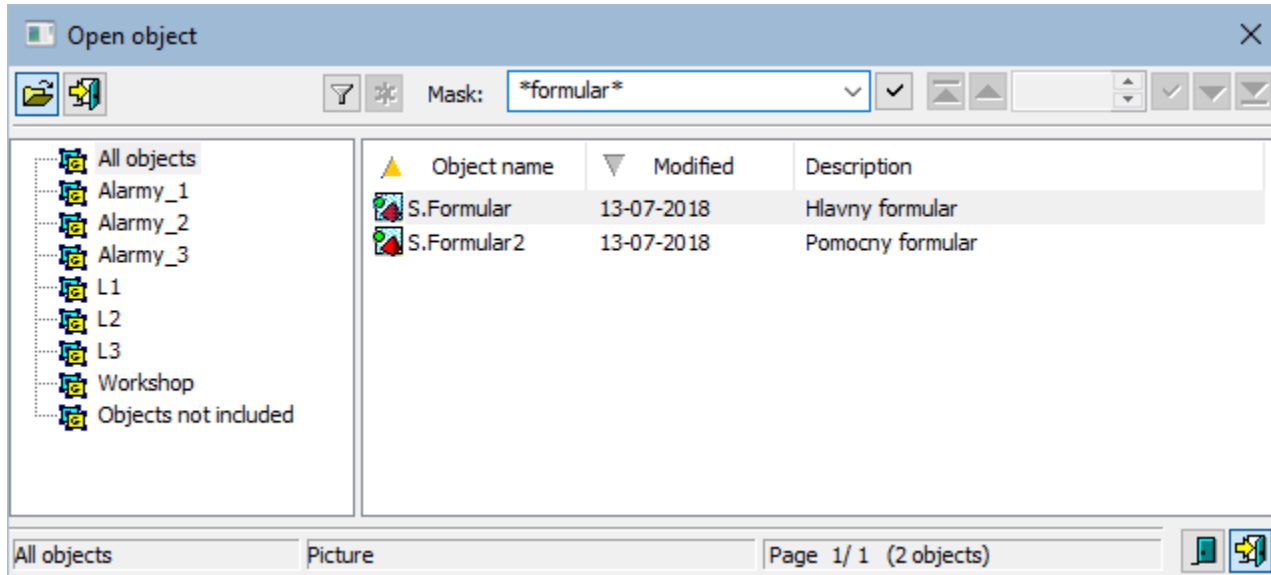 Open object
Mask: *formular*
All objects
Alarmy_1
Alarmy_2
Alarmy_3
L1
L2
L3
Workshop
Objects not included
Object name Modified Description
S.Formular 13-07-2018 Hlavny formular
S.Formular2 13-07-2018 Pomocny formular
All objects Picture Page 1/ 1 (2 objects)